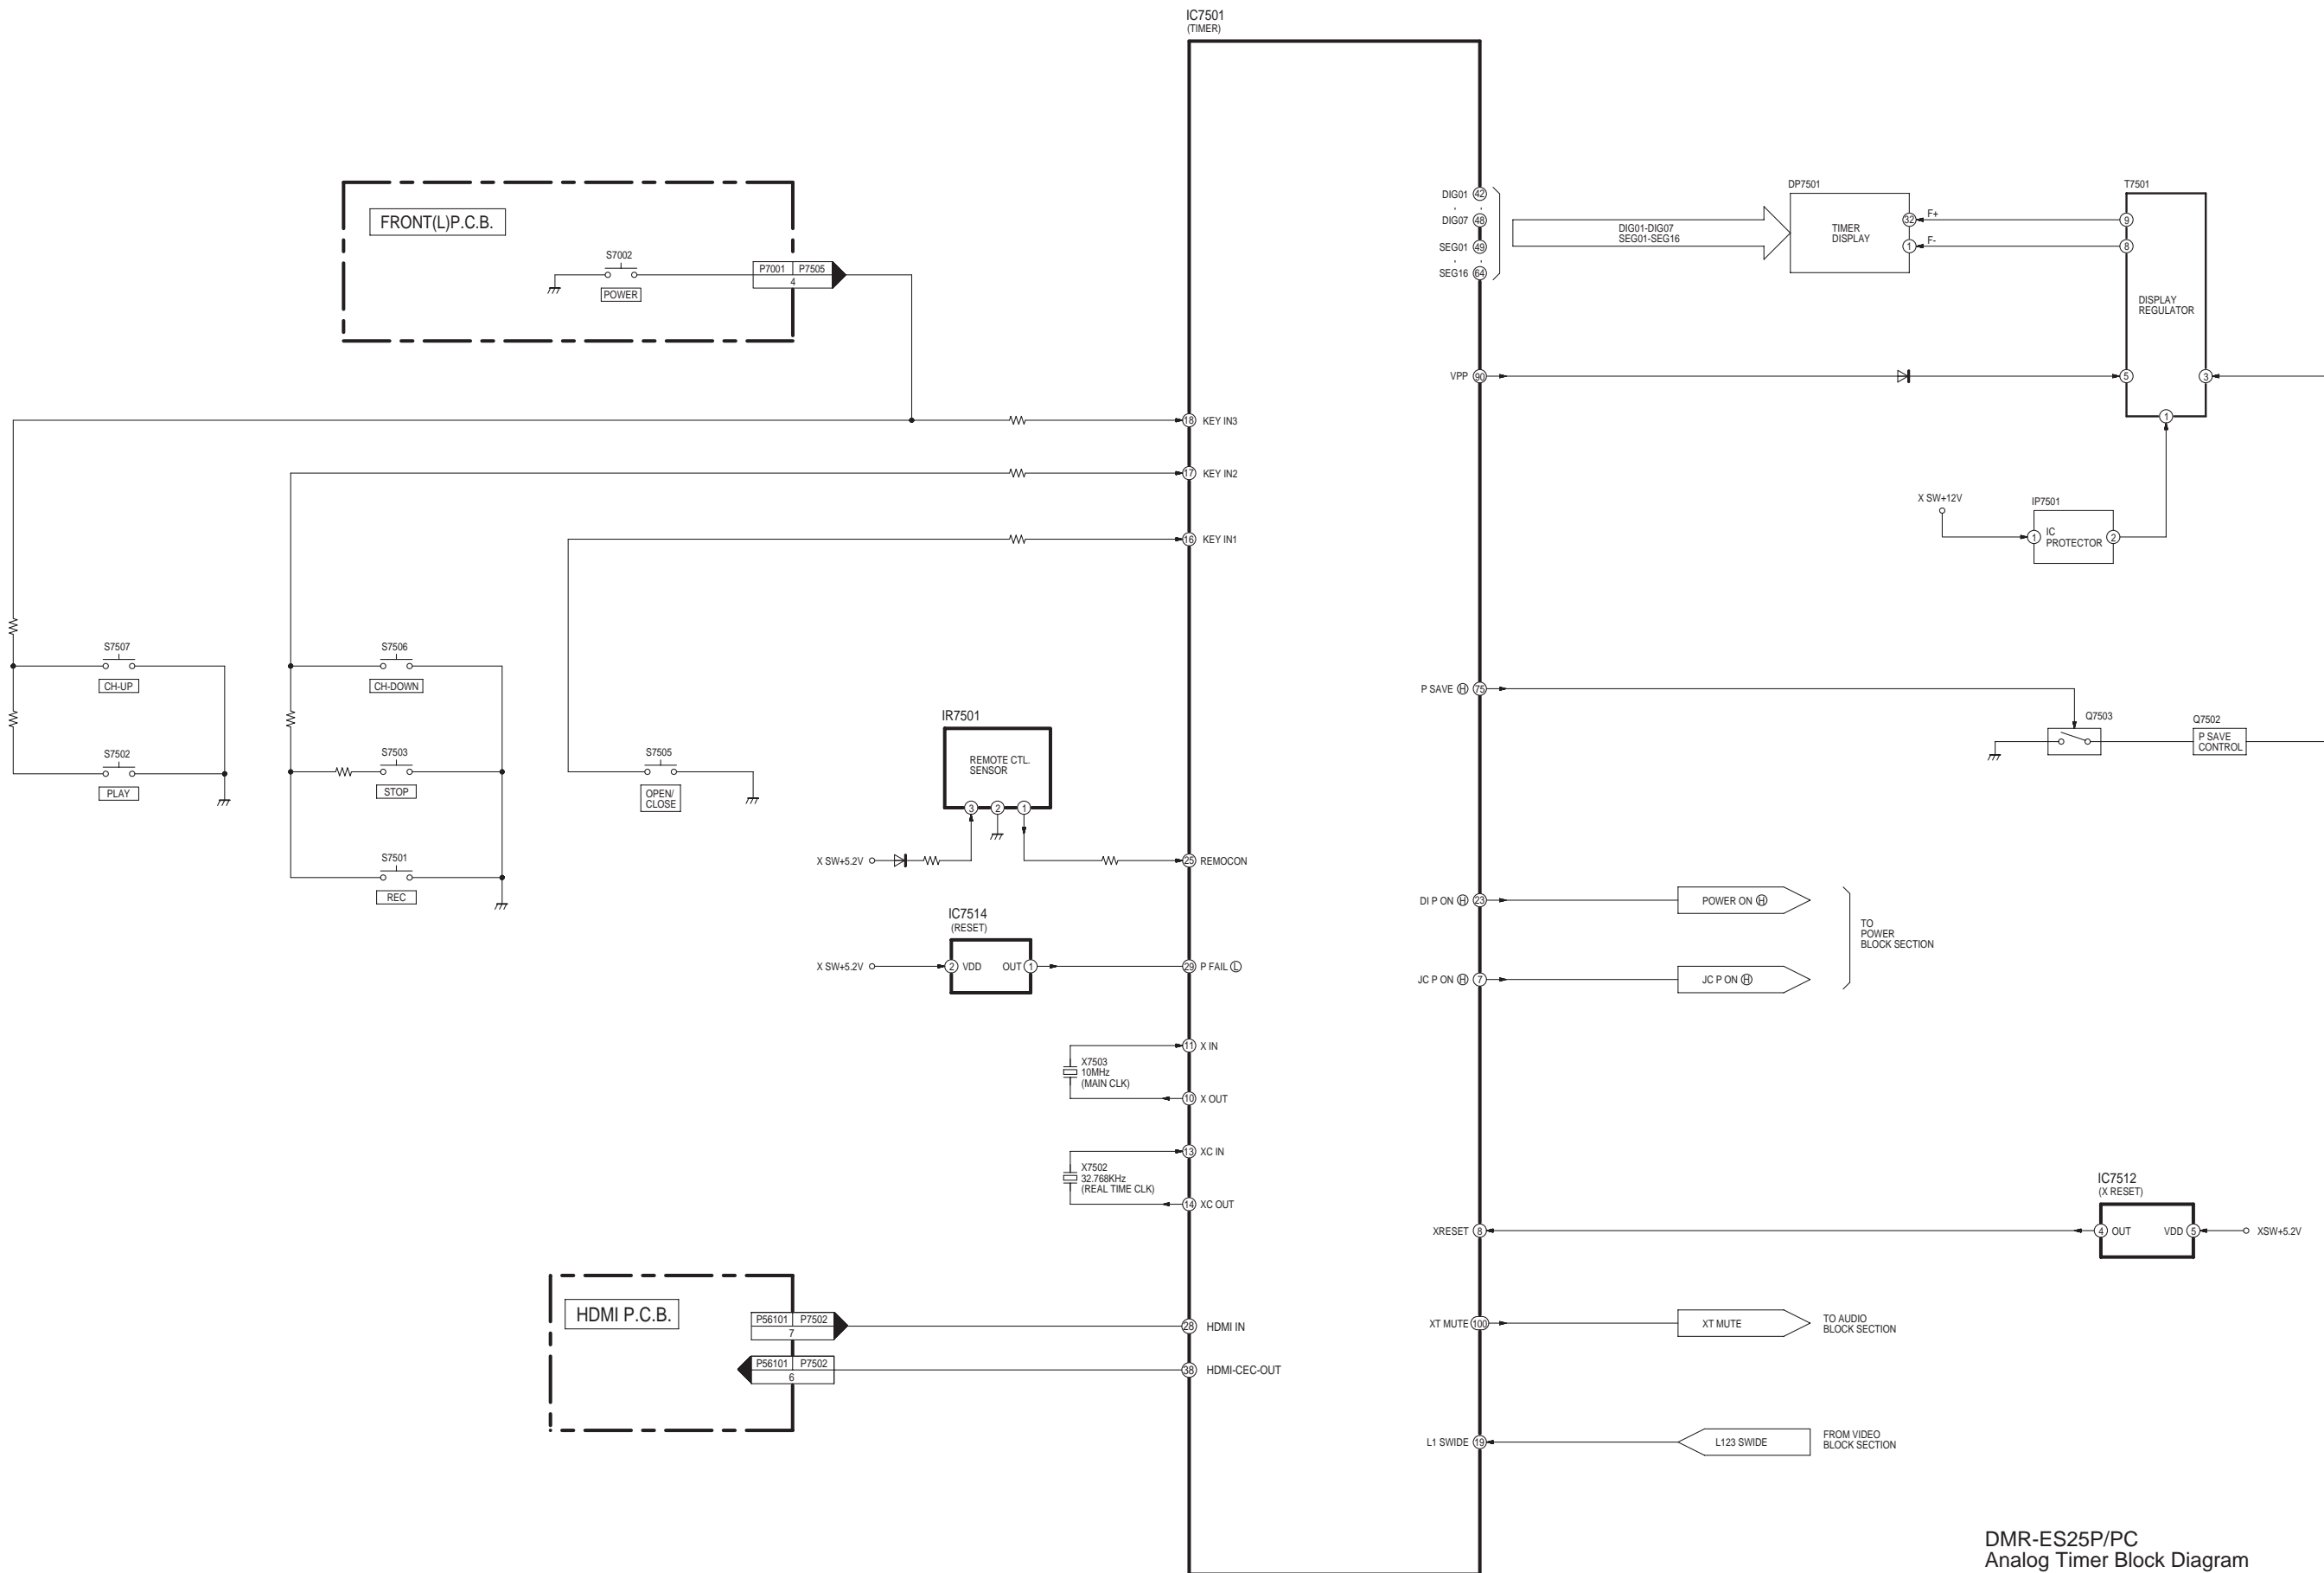 IC7501
(TIMER)
FRONT(L)P.C.B.
S7002
POWER
P7001 P7505
4
DIG01 42
DIG07 48
SEG01 49
SEG16 64
DIG01-DIG07
SEG01-SEG16
DP7501
TIMER
DISPLAY
32
1
F+
F-
T7501
9
8
DISPLAY
REGULATOR
5
3
1
VPP 90
18 KEY IN3
17 KEY IN2
16 KEY IN1
X SW+12V
IP7501
1 IC
PROTECTOR 2
S7507
CH-UP
S7502
PLAY
S7506
CH-DOWN
S7503
STOP
S7501
REC
S7505
OPEN/
CLOSE
IR7501
REMOTE CTL.
SENSOR
3 2 1
X SW+5.2V
25 REMOCON
P SAVE H 75
Q7503
Q7502
P SAVE
CONTROL
IC7514
(RESET)
X SW+5.2V
2 VDD OUT 1
29 P FAIL L
DI P ON H 23
POWER ON H
JC P ON H 7
JC P ON H
TO
POWER
BLOCK SECTION
11 X IN
X7503
10MHz
(MAIN CLK)
10 X OUT
13 XC IN
X7502
32.768KHz
(REAL TIME CLK)
14 XC OUT
IC7512
(X RESET)
XRESET 8
4 OUT VDD 5
XSW+5.2V
HDMI P.C.B.
P56101 P7502
7
28 HDMI IN
P56101 P7502
6
38 HDMI-CEC-OUT
XT MUTE 100
XT MUTE
TO AUDIO
BLOCK SECTION
L1 SWIDE 19
L123 SWIDE
FROM VIDEO
BLOCK SECTION
DMR-ES25P/PC
Analog Timer Block Diagram